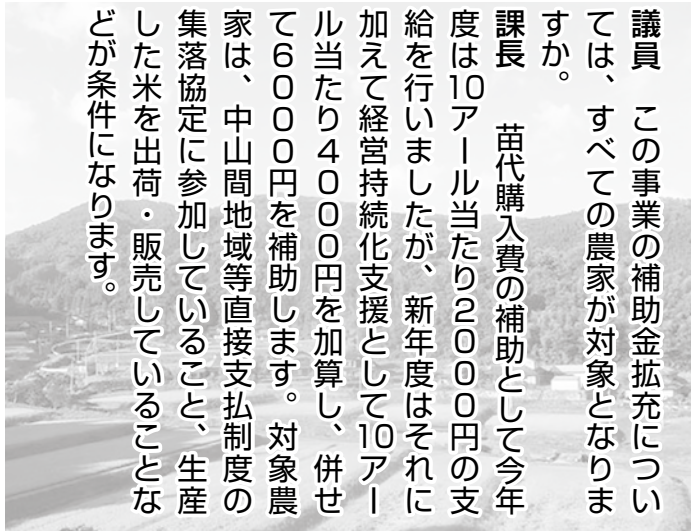 議員　この事業の補助金拡充につい
ては、すべての農家が対象となりま
すか。
課長　苗代購入費の補助として今年
度は10アール当たり2000円の支
給を行いましたが、新年度はそれに
加えて経営持続化支援として10アー
ル当たり4000円を加算し、併せ
て6000円を補助します。対象農
家は、中山間地域等直接支払制度の
集落協定に参加していること、生産
した米を出荷・販売していることな
どが条件になります。